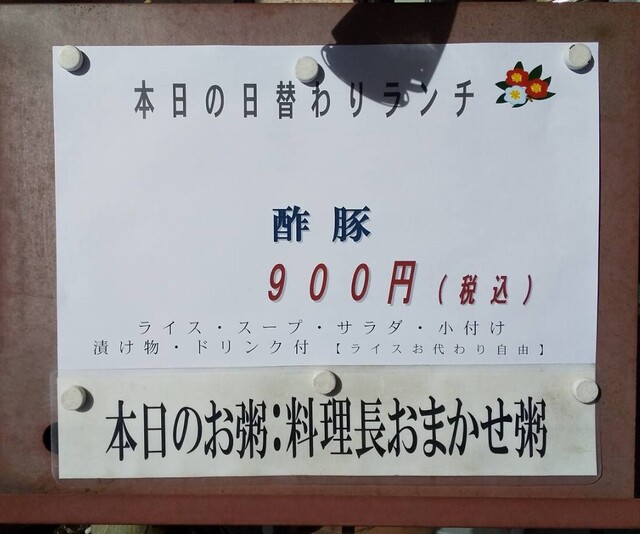 本日の日替わりランチ
酢豚
900円(税込)
ライス・スープ・サラダ・小付け
漬け物・ドリンク付【ライスお代わり自由】
本日のお粥:料理長おまかせ粥